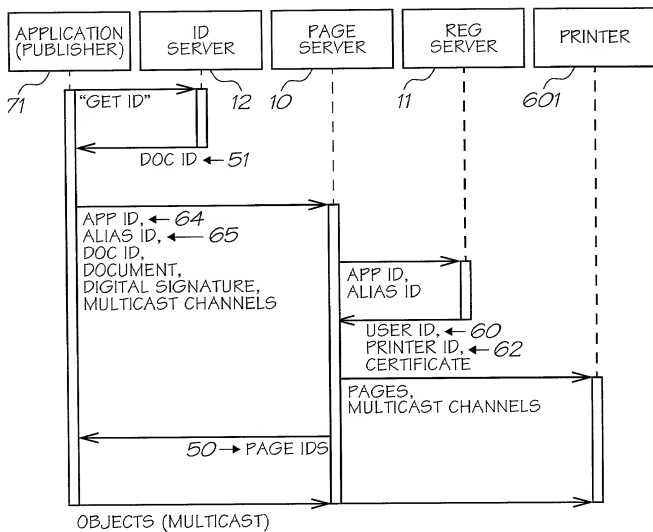 APPLICATION
(PUBLISHER)
ID
SERVER
PAGE
SERVER
REG
SERVER
PRINTER
71
12
10
11
601
"GET ID"
DOC ID ← 51
APP ID, ← 64
ALIAS ID, ← 65
DOC ID,
DOCUMENT,
DIGITAL SIGNATURE,
MULTICAST CHANNELS
APP ID,
ALIAS ID
USER ID, ← 60
PRINTER ID, ← 62
CERTIFICATE
PAGES,
MULTICAST CHANNELS
50 → PAGE IDS
OBJECTS (MULTICAST)